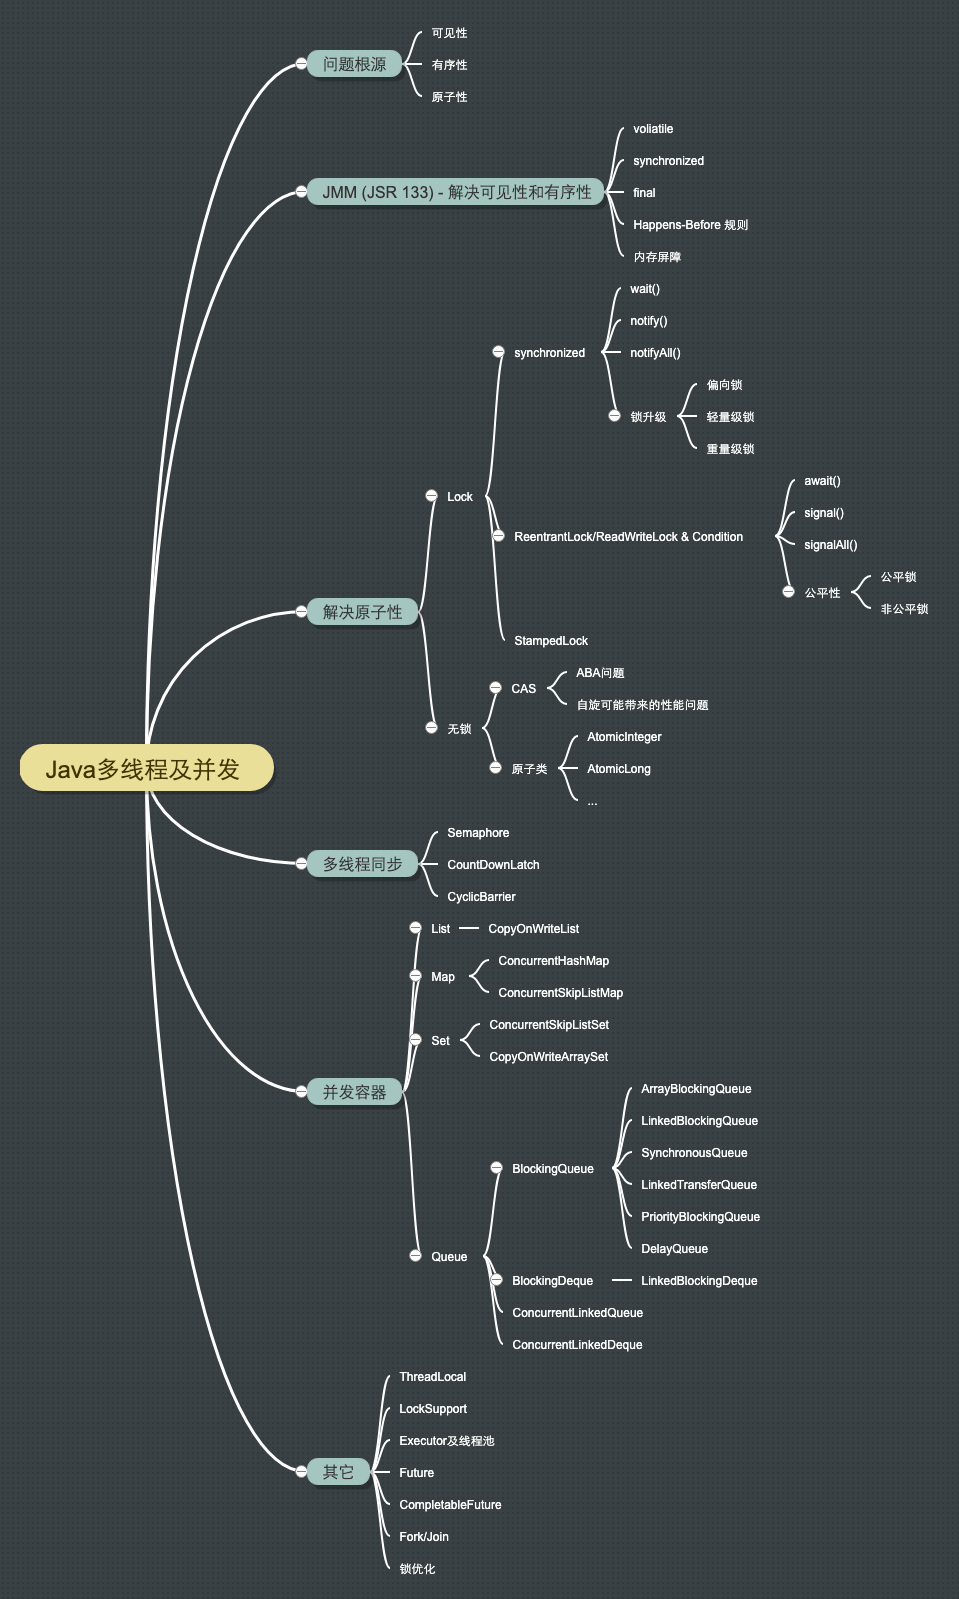 Java多线程及并发
问题根源
可见性
有序性
原子性
JMM (JSR 133) - 解决可见性和有序性
voliatile
synchronized
final
Happens-Before 规则
内存屏障
解决原子性
Lock
synchronized
wait()
notify()
notifyAll()
锁升级
偏向锁
轻量级锁
重量级锁
ReentrantLock/ReadWriteLock & Condition
await()
signal()
signalAll()
公平性
公平锁
非公平锁
StampedLock
无锁
CAS
ABA问题
自旋可能带来的性能问题
原子类
AtomicInteger
AtomicLong
...
多线程同步
Semaphore
CountDownLatch
CyclicBarrier
并发容器
List
CopyOnWriteList
Map
ConcurrentHashMap
ConcurrentSkipListMap
Set
ConcurrentSkipListSet
CopyOnWriteArraySet
Queue
BlockingQueue
ArrayBlockingQueue
LinkedBlockingQueue
SynchronousQueue
LinkedTransferQueue
PriorityBlockingQueue
DelayQueue
BlockingDeque
LinkedBlockingDeque
ConcurrentLinkedQueue
ConcurrentLinkedDeque
其它
ThreadLocal
LockSupport
Executor及线程池
Future
CompletableFuture
Fork/Join
锁优化